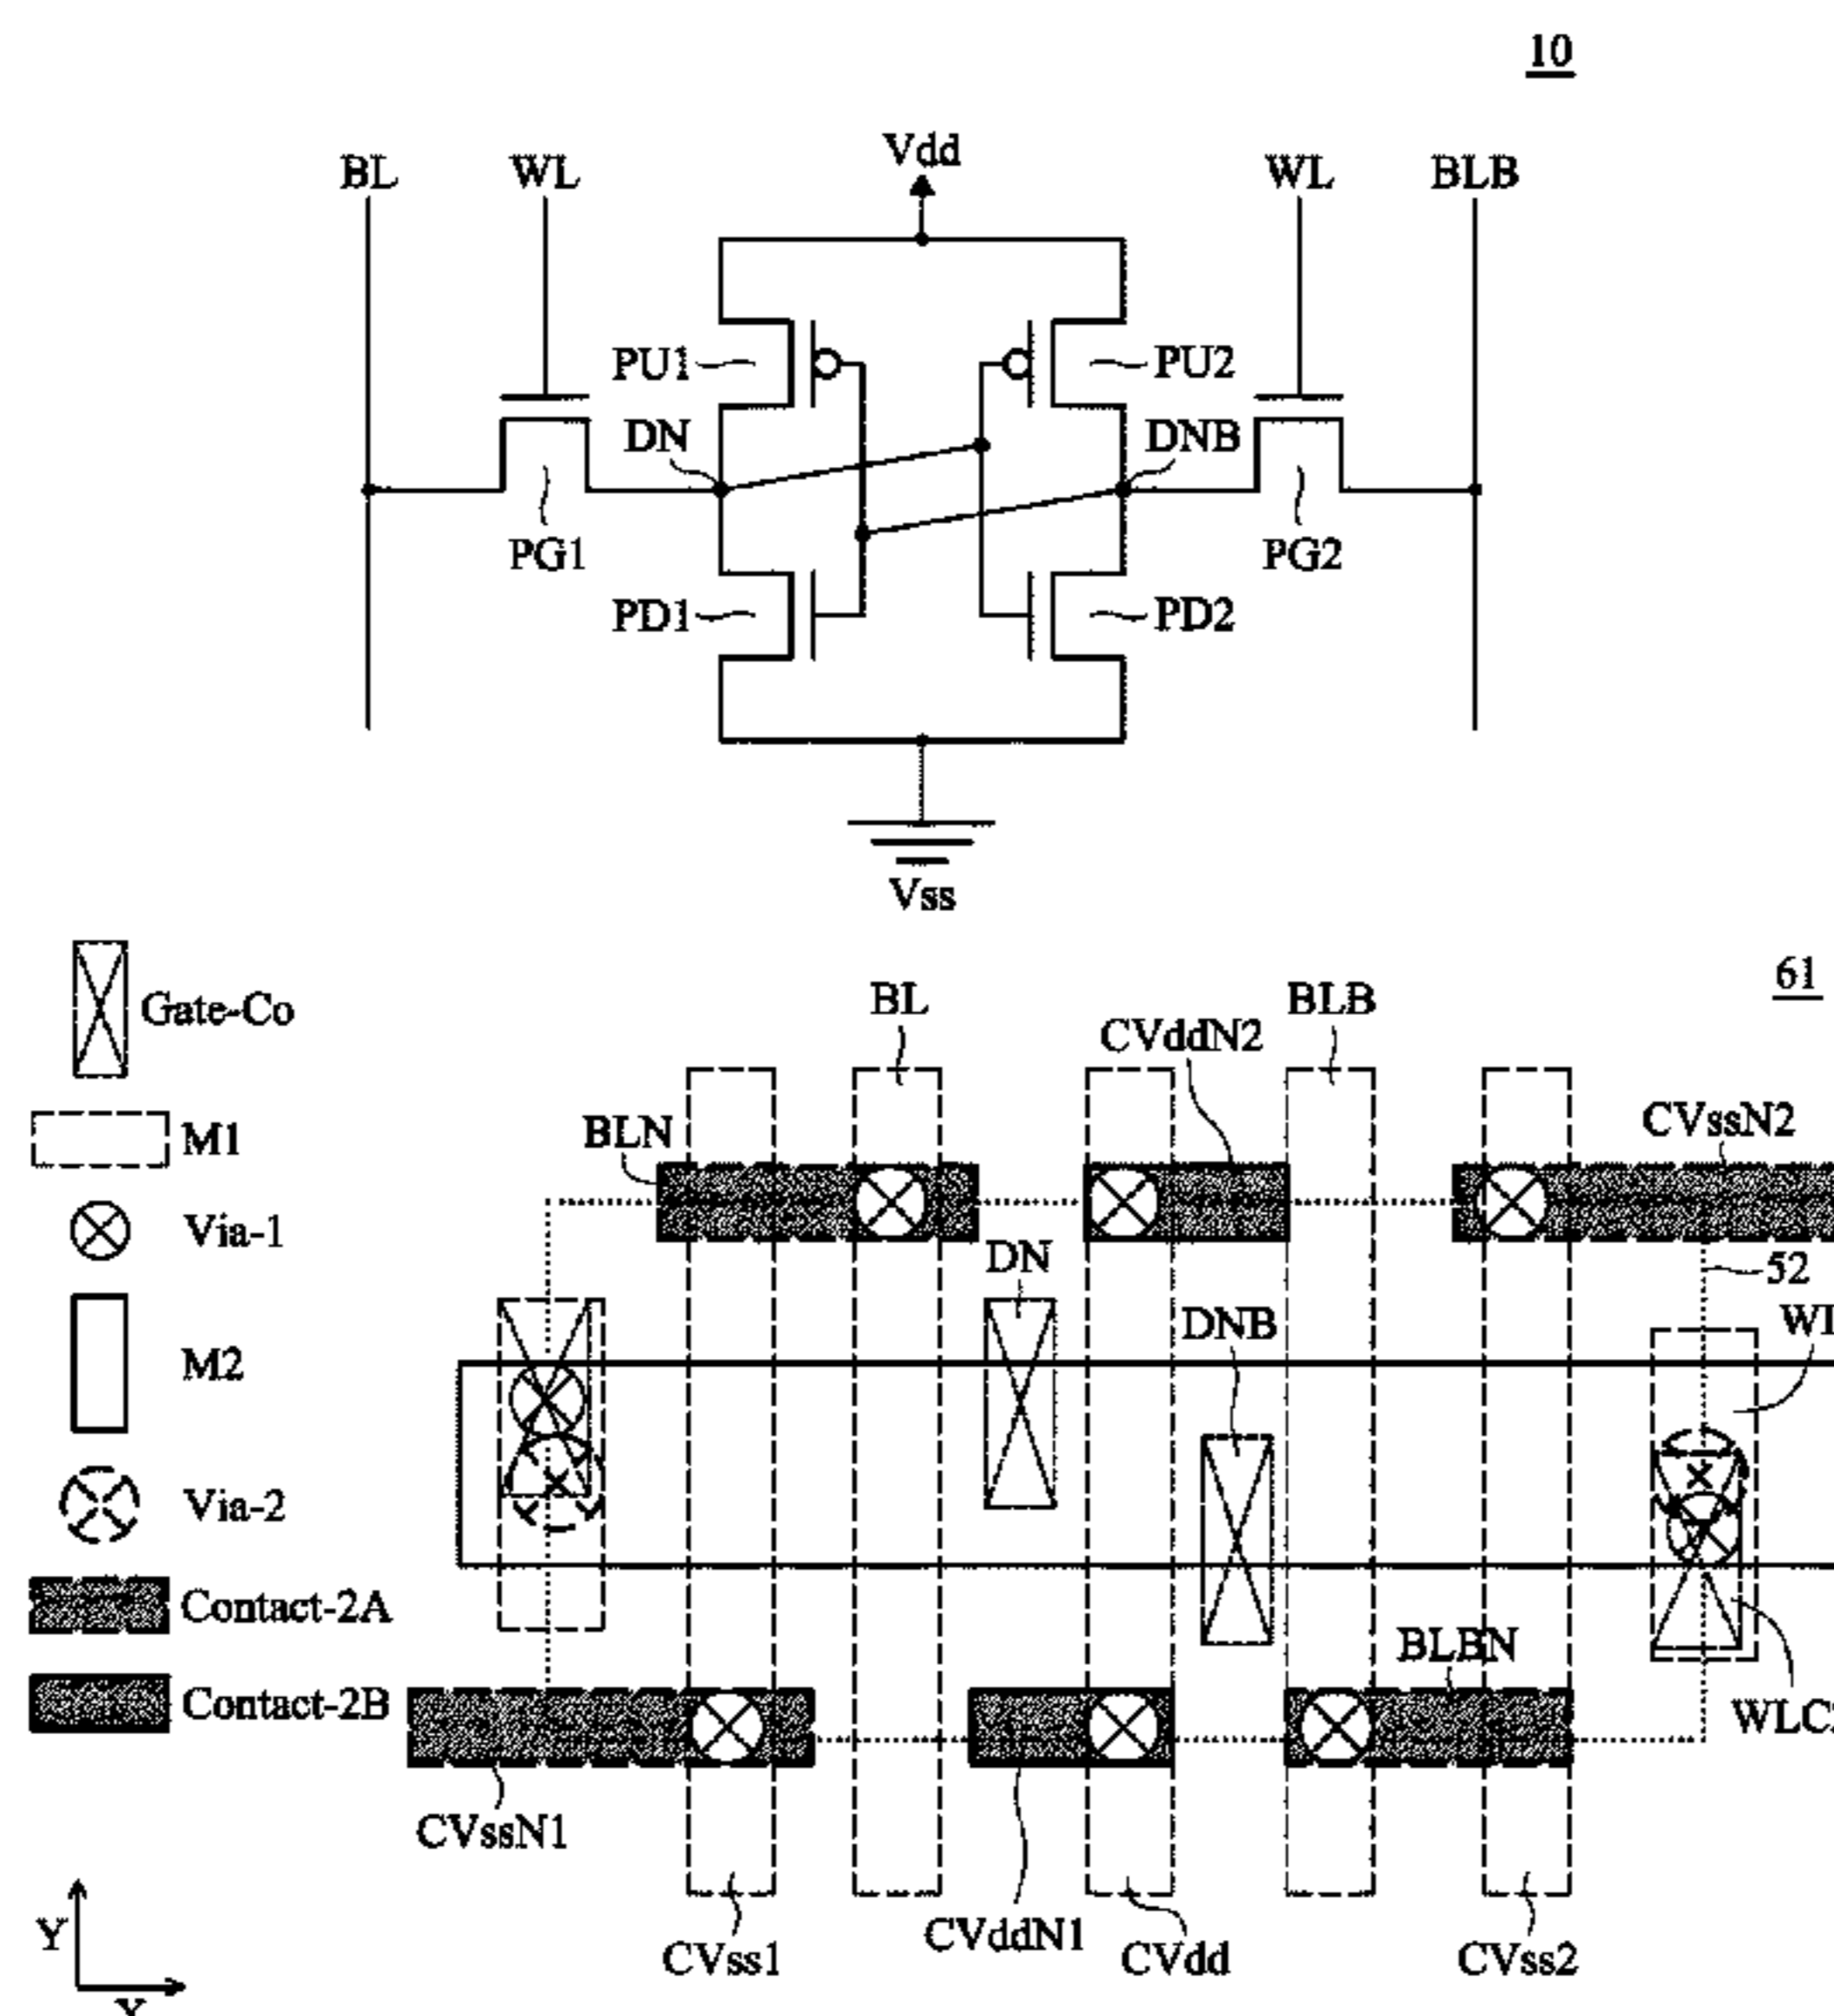 10
BL WL Vdd WL BLB
PU1 PU2
DN DNB
PG1 PG2
PD1 PD2
Vss
61
Gate-Co
M1
Via-1
M2
Via-2
Contact-2A
Contact-2B
BL BLB
CVddN2
BLN CVssN2
DN 52
DNB
BLBN
CVssN1
CVddN1
CVss1 CVdd CVss2
Y
X